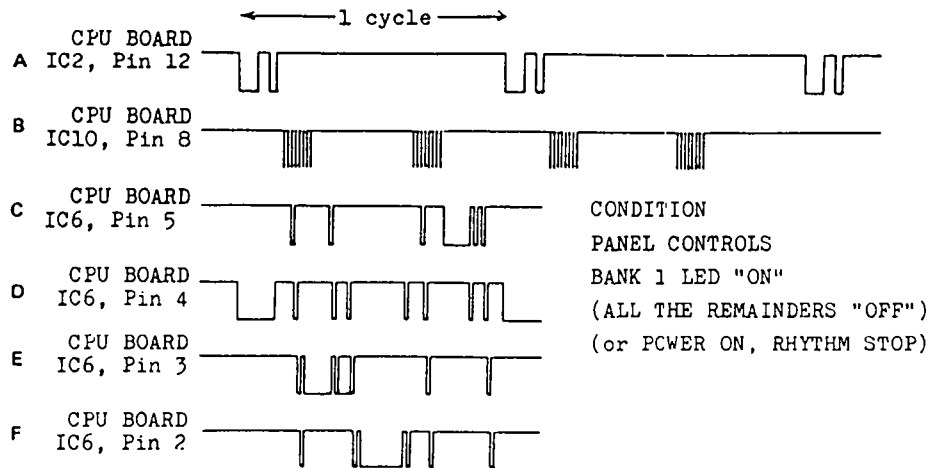 1 cycle
CPU BOARD
A IC2, Pin 12
CPU BOARD
B IC10, Pin 8
CPU BOARD
C IC6, Pin 5
CPU BOARD
D IC6, Pin 4
CPU BOARD
E IC6, Pin 3
CPU BOARD
F IC6, Pin 2
CONDITION
PANEL CONTROLS
BANK 1 LED "ON"
(ALL THE REMAINDERS "OFF")
(or POWER ON, RHYTHM STOP)